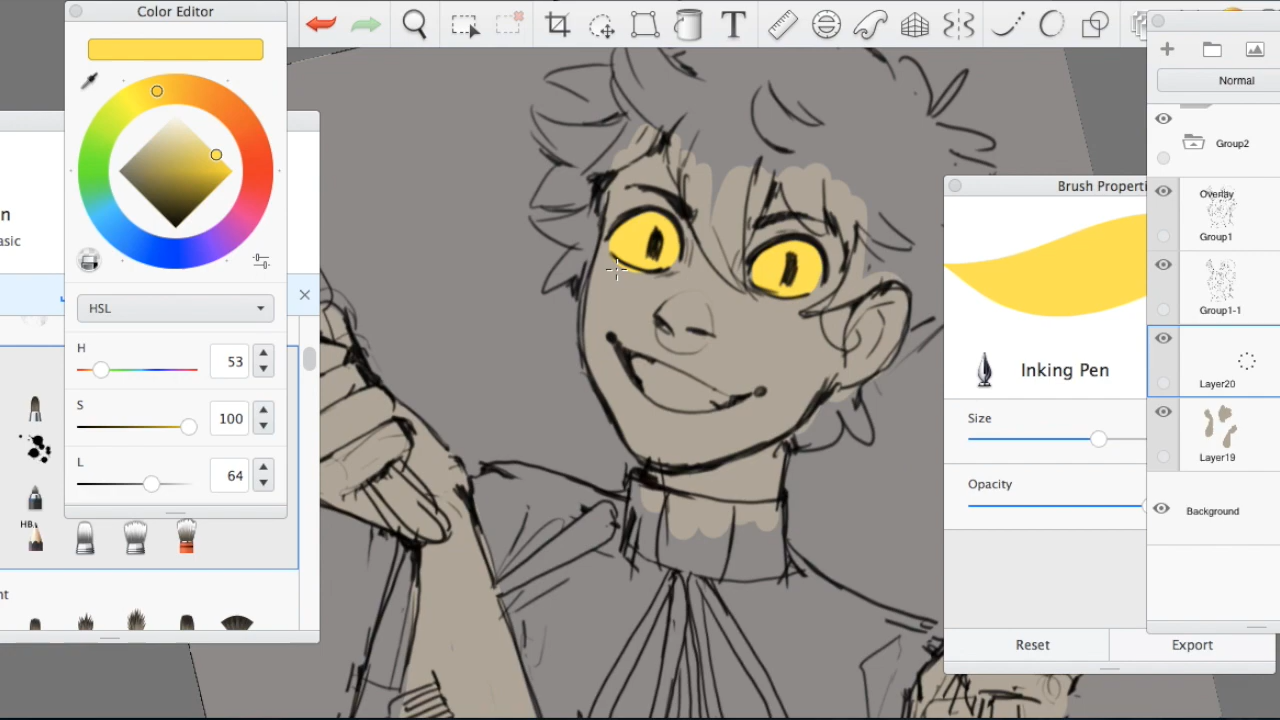 Color Editor
T
n
asic
HSL
H
53
S
100
L
64
HB
nt
Normal
Group2
Overlay
Group1
Group1-1
Layer20
Layer19
Background
Brush Properti
Inking Pen
Size
Opacity
Reset
Export